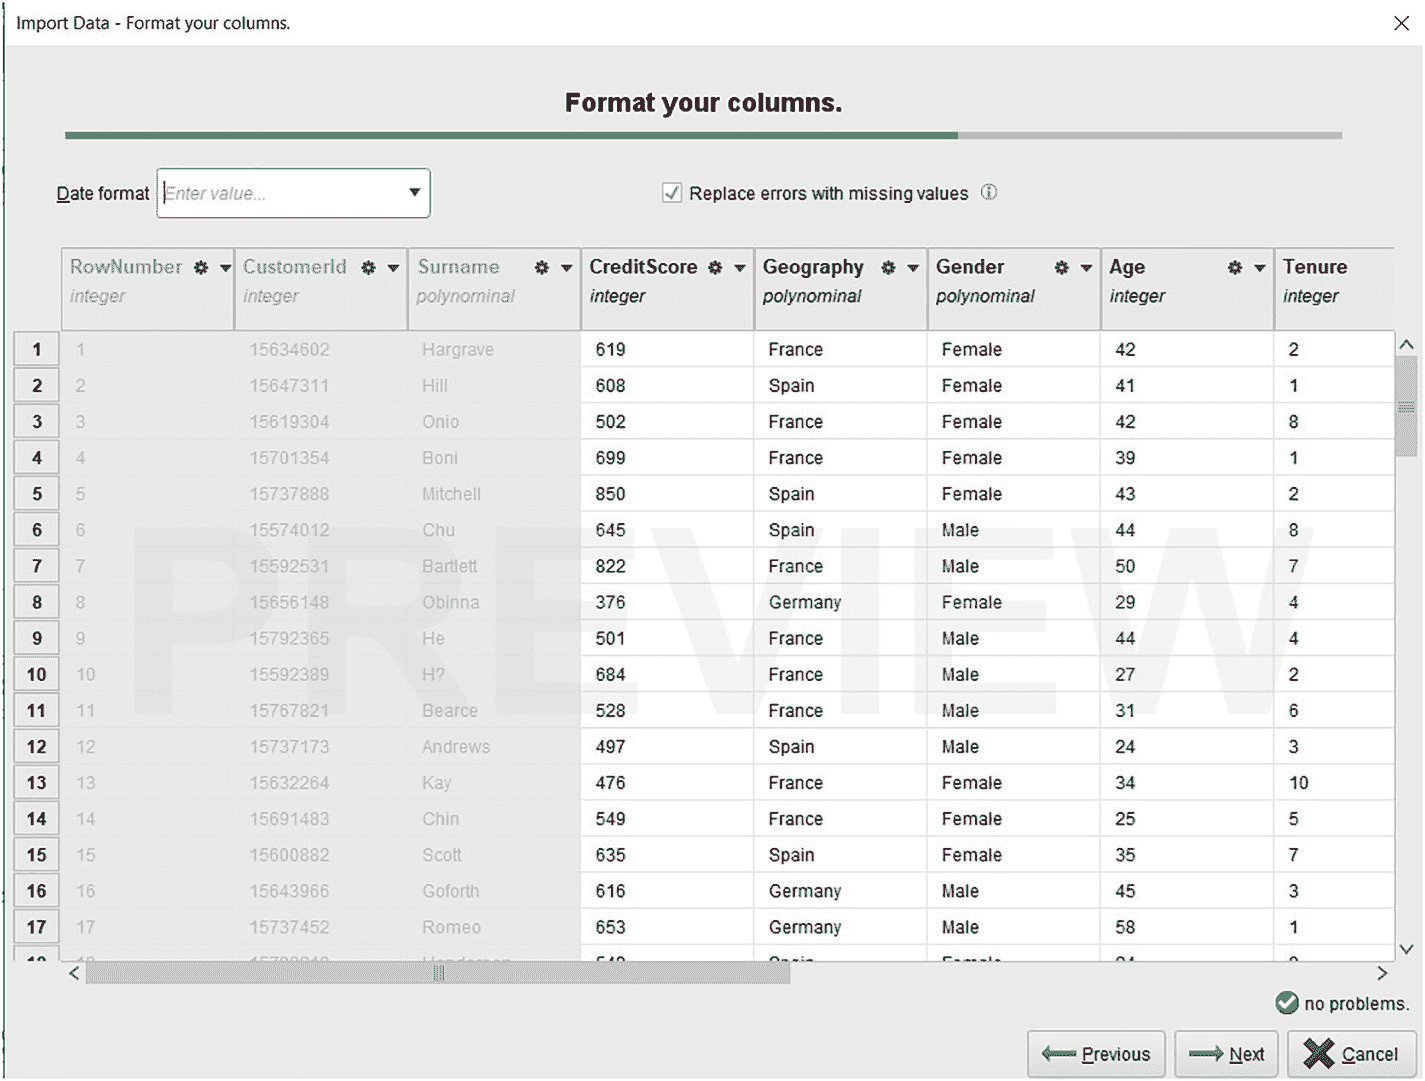 Import Data - Format your columns.
Format your columns.
Date format Enter value... Replace errors with missing values
RowNumber CustomerId Surname CreditScore Geography Gender Age Tenure
integer integer polynominal integer polynominal polynominal integer integer
1 1 15634602 Hargrave 619 France Female 42 2
2 2 15647311 Hill 608 Spain Female 41 1
3 3 15619304 Onio 502 France Female 42 8
4 4 15701354 Boni 699 France Female 39 1
5 5 15737888 Mitchell 850 Spain Female 43 2
6 6 15574012 Chu 645 Spain Male 44 8
7 7 15592531 Bartlett 822 France Male 50 7
8 8 15656148 Obinna 376 Germany Female 29 4
9 9 15792365 He 501 France Male 44 4
10 10 15592389 H? 684 France Male 27 2
11 11 15767821 Bearce 528 France Male 31 6
12 12 15737173 Andrews 497 Spain Male 24 3
13 13 15632264 Kay 476 France Female 34 10
14 14 15691483 Chin 549 France Female 25 5
15 15 15600882 Scott 635 Spain Female 35 7
16 16 15643966 Goforth 616 Germany Male 45 3
17 17 15737452 Romeo 653 Germany Male 58 1
PREVIEW
no problems.
Previous Next Cancel